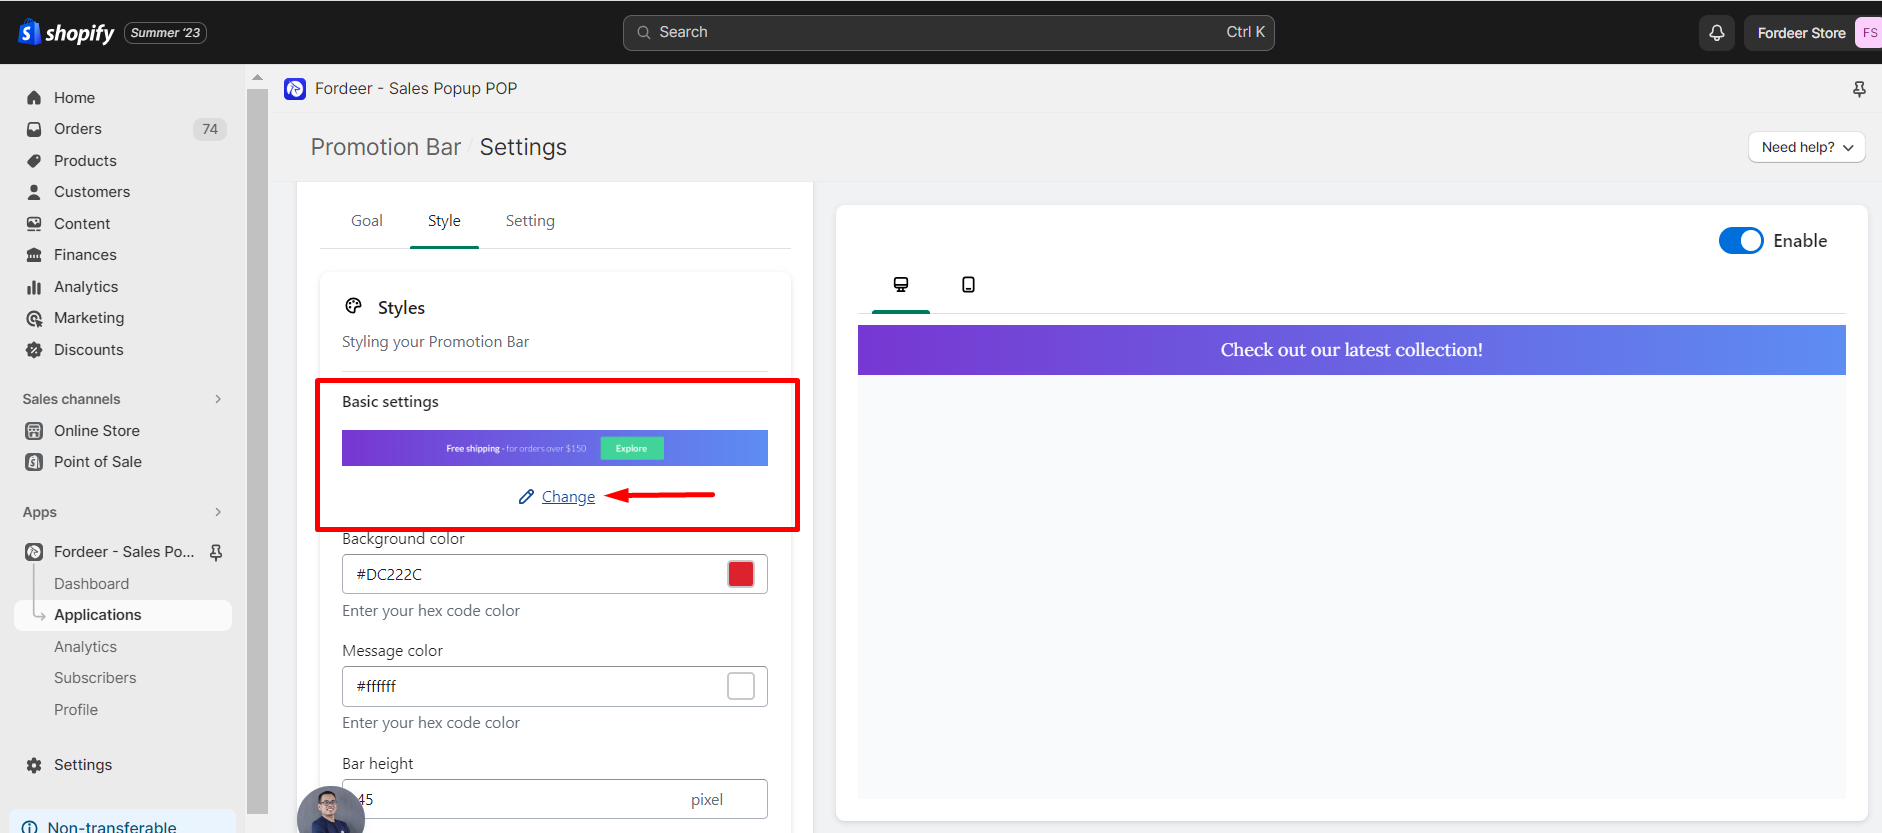 shopify Summer '23
Search Ctrl K
Fordeer Store FS
Home
Orders 74
Products
Customers
Content
Finances
Analytics
Marketing
Discounts
Sales channels
Online Store
Point of Sale
Apps
Fordeer - Sales Po...
Dashboard
Applications
Analytics
Subscribers
Profile
Settings
Non-transferable
Fordeer - Sales Popup POP
Promotion Bar / Settings
Need help?
Goal Style Setting
Styles
Styling your Promotion Bar
Basic settings
Free shipping - for orders over $150 Explore
Change
Background color
#DC222C
Enter your hex code color
Message color
#ffffff
Enter your hex code color
Bar height
45 pixel
Enable
Check out our latest collection!